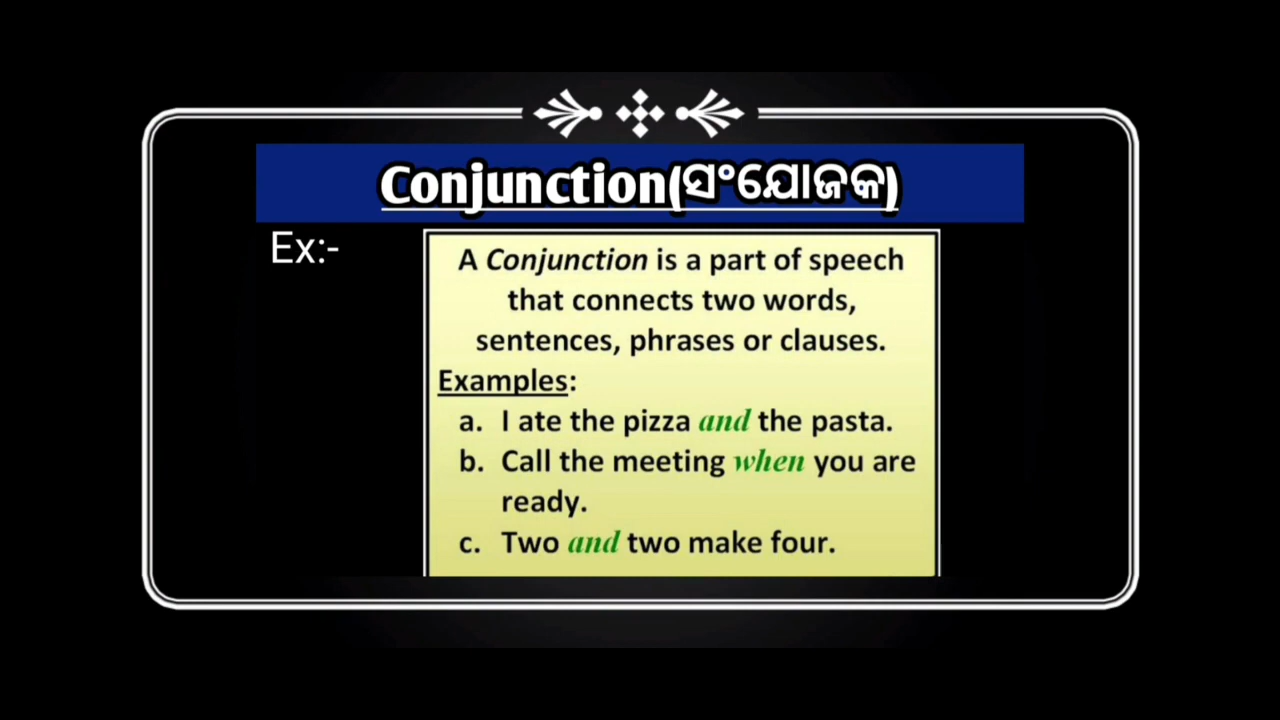 Conjunction(ସଂଯୋଜକ)
Ex:-
A Conjunction is a part of speech
that connects two words,
sentences, phrases or clauses.
Examples:
a. I ate the pizza and the pasta.
b. Call the meeting when you are
ready.
c. Two and two make four.